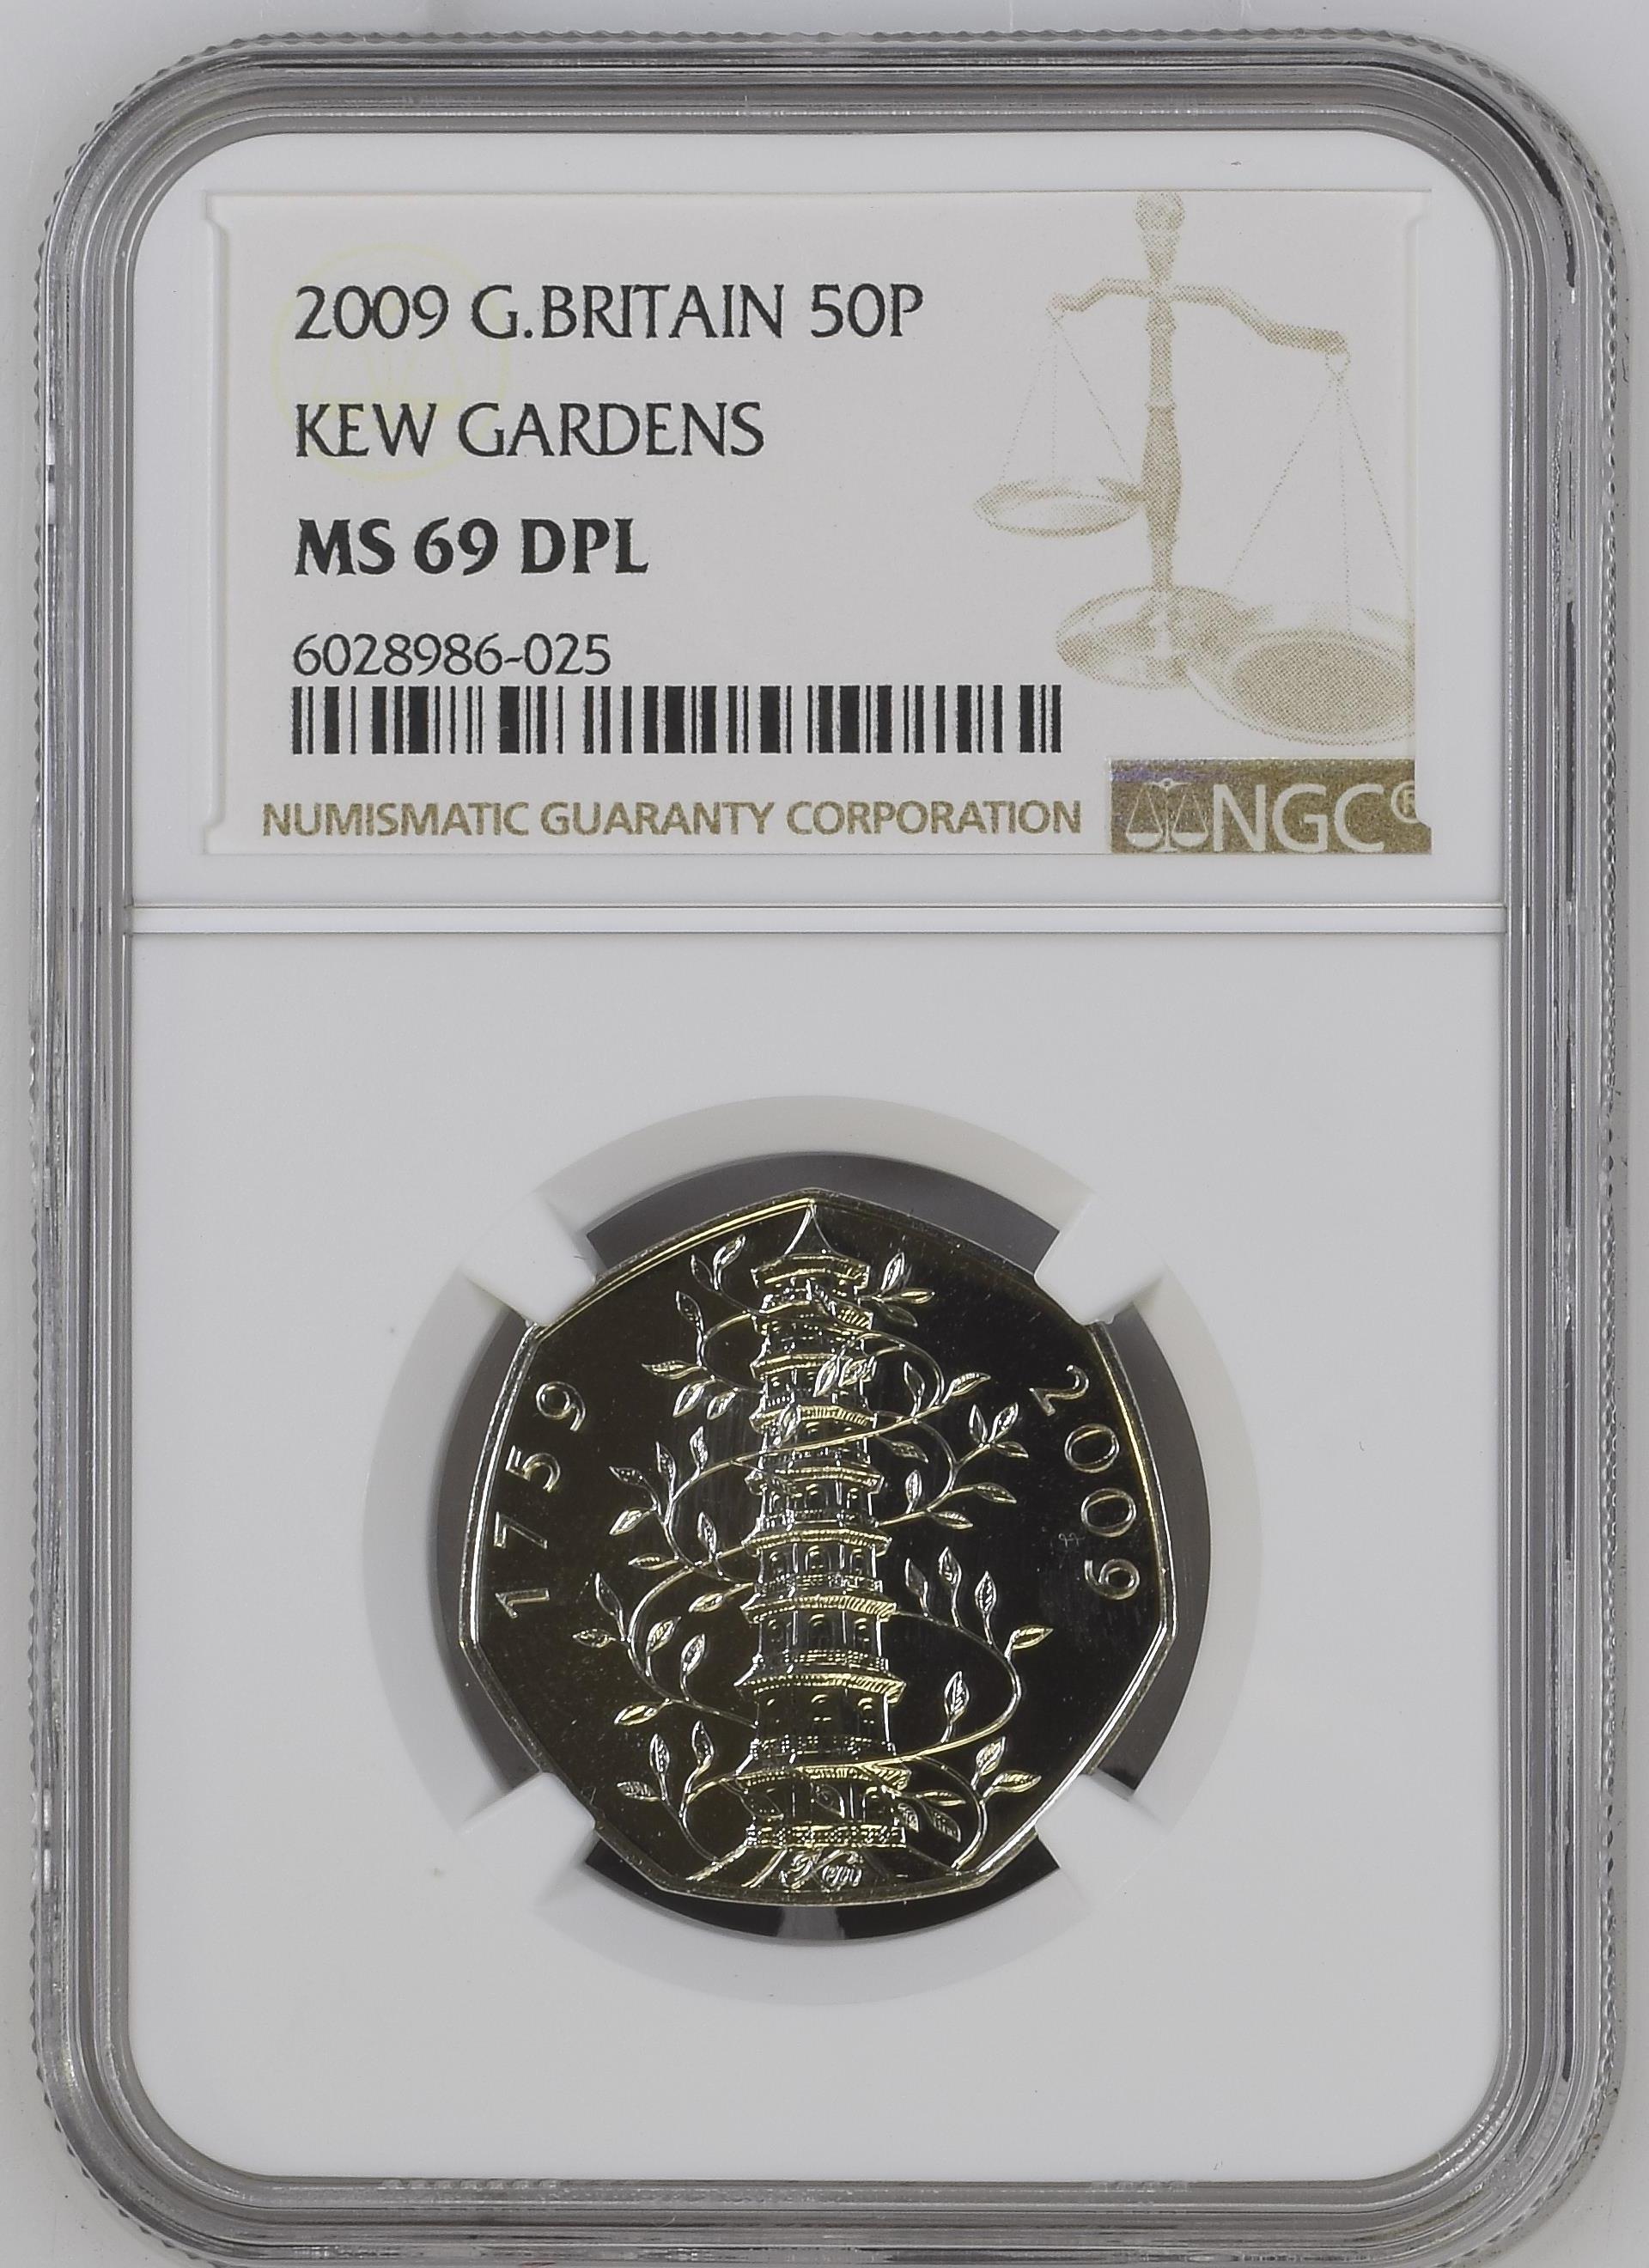 2009 G.BRITAIN 50P
KEW GARDENS
MS 69 DPL
6028986-025
NUMISMATIC GUARANTY CORPORATION
NGC®
1759
2009
Kew